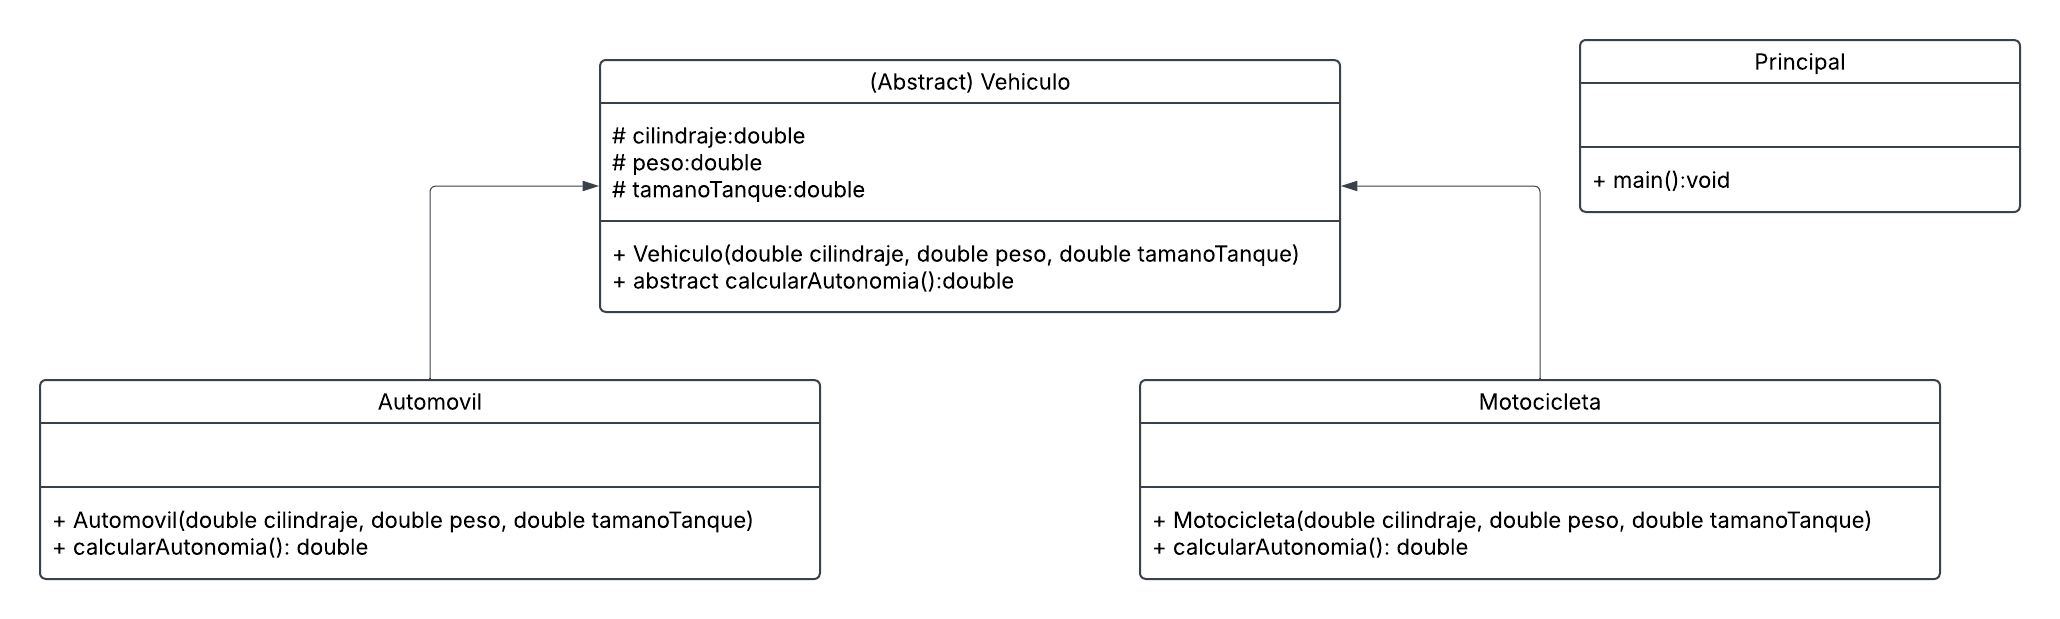 (Abstract) Vehiculo
# cilindraje:double
# peso:double
# tamanoTanque:double
+ Vehiculo(double cilindraje, double peso, double tamanoTanque)
+ abstract calcularAutonomia():double
Principal
+ main():void
Automovil
+ Automovil(double cilindraje, double peso, double tamanoTanque)
+ calcularAutonomia(): double
Motocicleta
+ Motocicleta(double cilindraje, double peso, double tamanoTanque)
+ calcularAutonomia(): double